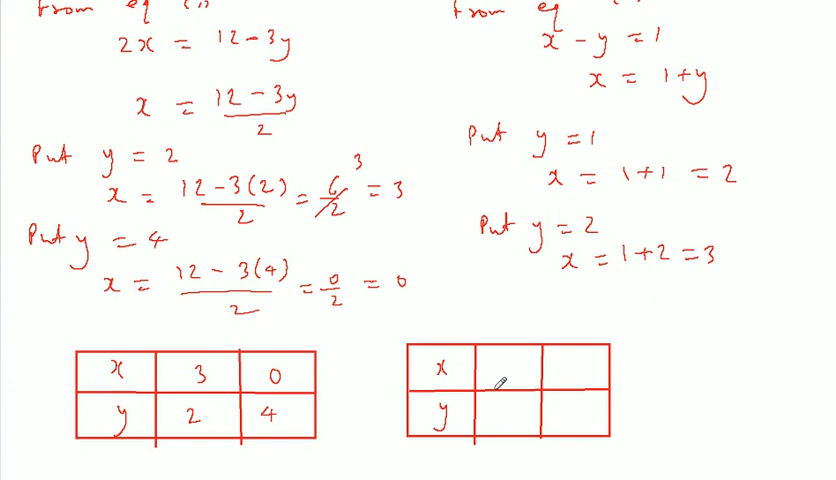 From eq
2x = 12 - 3y
x = 12 - 3y / 2
Put y = 2
x = 12 - 3(2) / 2 = 6/2 3 = 3
Put y = 4
x = 12 - 3(4) / 2 = 0/2 = 0
x 3 0
y 2 4
From eq
x - y = 1
x = 1 + y
Put y = 1
x = 1 + 1 = 2
Put y = 2
x = 1 + 2 = 3
x
y